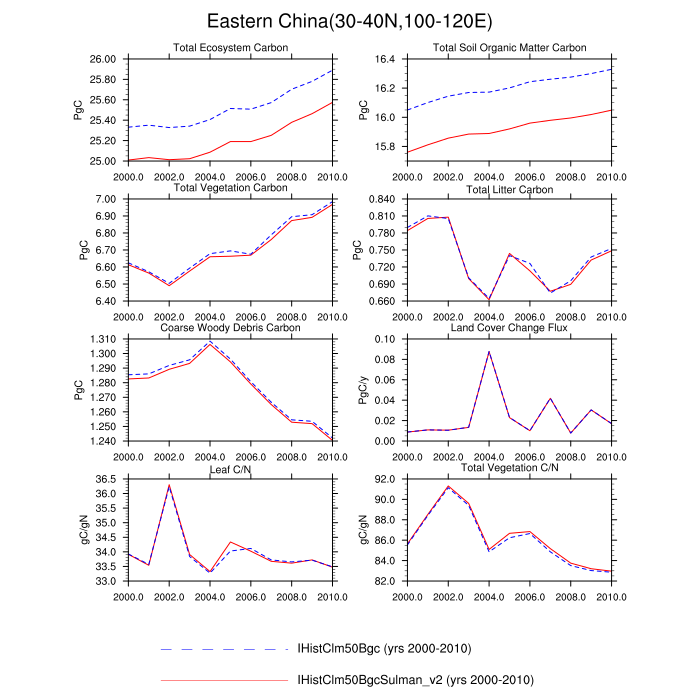 Eastern China(30-40N,100-120E)
Total Ecosystem Carbon
PgC
26.00
25.80
25.60
25.40
25.20
25.00
2000.0 2002.0 2004.0 2006.0 2008.0 2010.0
Total Soil Organic Matter Carbon
PgC
16.4
16.2
16.0
15.8
2000.0 2002.0 2004.0 2006.0 2008.0 2010.0
Total Vegetation Carbon
PgC
7.00
6.90
6.80
6.70
6.60
6.50
6.40
2000.0 2002.0 2004.0 2006.0 2008.0 2010.0
Total Litter Carbon
PgC
0.840
0.810
0.780
0.750
0.720
0.690
0.660
2000.0 2002.0 2004.0 2006.0 2008.0 2010.0
Coarse Woody Debris Carbon
PgC
1.310
1.300
1.290
1.280
1.270
1.260
1.250
1.240
2000.0 2002.0 2004.0 2006.0 2008.0 2010.0
Land Cover Change Flux
PgC/y
0.10
0.08
0.06
0.04
0.02
0.00
2000.0 2002.0 2004.0 2006.0 2008.0 2010.0
Leaf C/N
gC/gN
36.5
36.0
35.5
35.0
34.5
34.0
33.5
33.0
2000.0 2002.0 2004.0 2006.0 2008.0 2010.0
Total Vegetation C/N
gC/gN
92.0
90.0
88.0
86.0
84.0
82.0
2000.0 2002.0 2004.0 2006.0 2008.0 2010.0
IHistClm50Bgc (yrs 2000-2010)
IHistClm50BgcSulman_v2 (yrs 2000-2010)